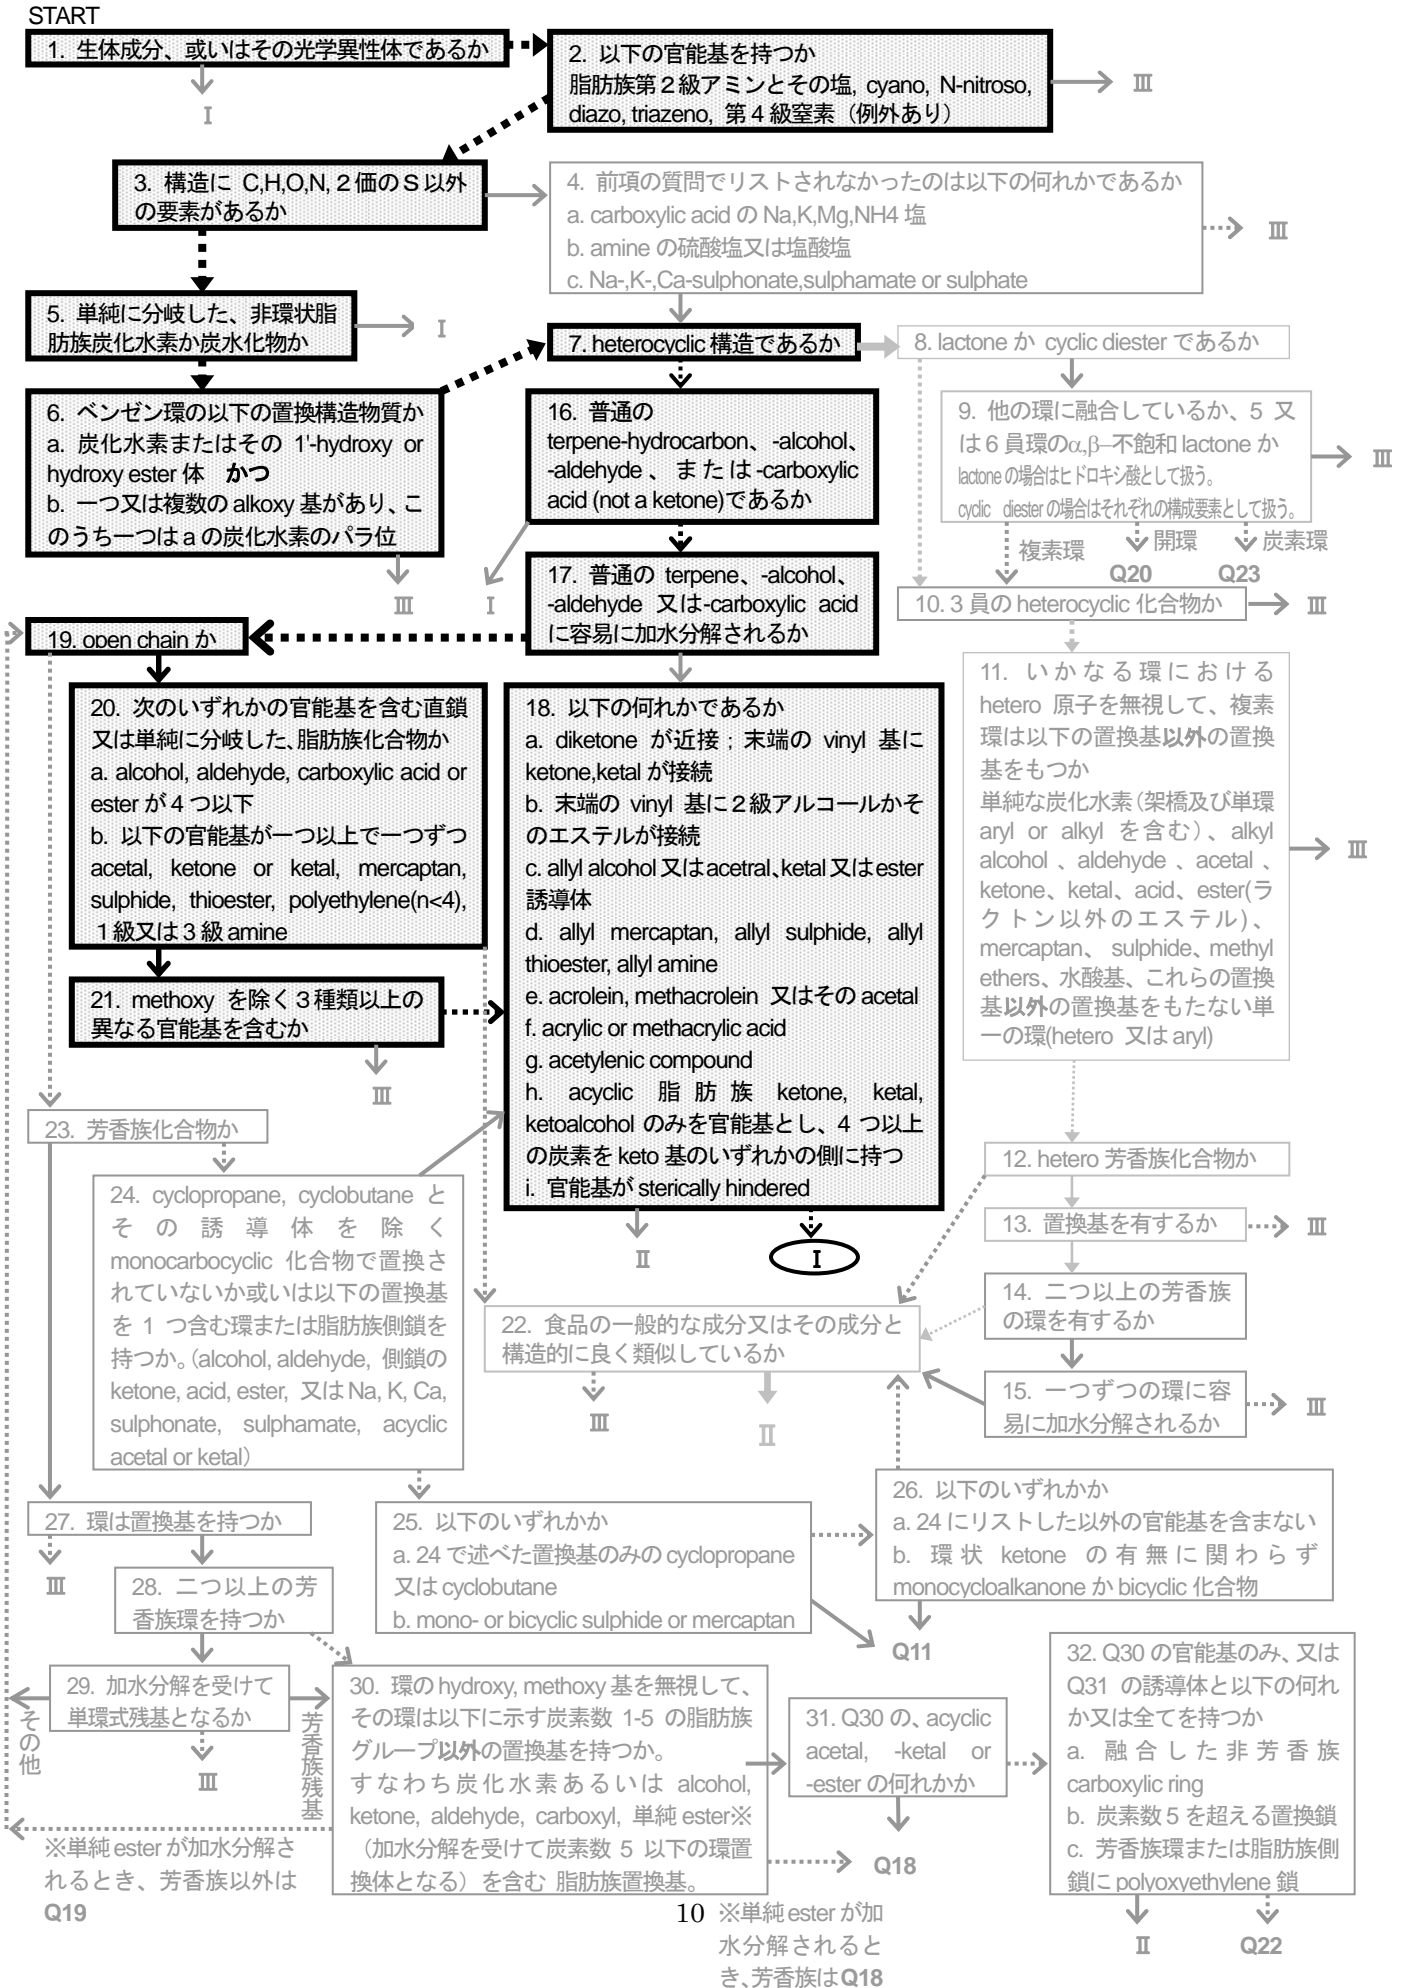 START
1. 生体成分、或いはその光学異性体であるか
I
2. 以下の官能基を持つか
脂肪族第2級アミンとその塩, cyano, N-nitroso,
diazo, triazeno, 第4級窒素（例外あり）
Ⅲ
3. 構造に C,H,O,N, 2価のS以外
の要素があるか
4. 前項の質問でリストされなかったのは以下の何れかであるか
a. carboxylic acid の Na,K,Mg,NH4 塩
b. amine の硫酸塩又は塩酸塩
c. Na-,K-,Ca-sulphonate,sulphamate or sulphate
Ⅲ
5. 単純に分岐した、非環状脂
肪族炭化水素か炭水化物か
I
6. ベンゼン環の以下の置換構造物質か
a. 炭化水素またはその 1'-hydroxy or
hydroxy ester 体 かつ
b. 一つ又は複数の alkoxy 基があり、こ
のうち一つは a の炭化水素のパラ位
Ⅲ
7. heterocyclic 構造であるか
8. lactone か cyclic diester であるか
9. 他の環に融合しているか、5 又
は 6 員環のα,β−不飽和 lactone か
lactone の場合はヒドロキシ酸として扱う。
cyclic diester の場合はそれぞれの構成要素として扱う。
Ⅲ
複素環
開環
炭素環
Q20
Q23
10. 3 員の heterocyclic 化合物か
Ⅲ
16. 普通の
terpene-hydrocarbon、-alcohol、
-aldehyde 、または-carboxylic
acid (not a ketone)であるか
I
17. 普通の terpene、-alcohol、
-aldehyde 又は-carboxylic acid
に容易に加水分解されるか
19. open chain か
20. 次のいずれかの官能基を含む直鎖
又は単純に分岐した、脂肪族化合物か
a. alcohol, aldehyde, carboxylic acid or
ester が 4 つ以下
b. 以下の官能基が一つ以上で一つずつ
acetal, ketone or ketal, mercaptan,
sulphide, thioester, polyethylene(n<4),
1級又は3級 amine
21. methoxy を除く3種類以上の
異なる官能基を含むか
Ⅲ
18. 以下の何れかであるか
a. diketone が近接；末端の vinyl 基に
ketone,ketal が接続
b. 末端の vinyl 基に2級アルコールかそ
のエステルが接続
c. allyl alcohol 又は acetral、ketal 又は ester
誘導体
d. allyl mercaptan, allyl sulphide, allyl
thioester, allyl amine
e. acrolein, methacrolein 又はその acetal
f. acrylic or methacrylic acid
g. acetylenic compound
h. acyclic 脂肪族 ketone, ketal,
ketoalcohol のみを官能基とし、4 つ以上
の炭素を keto 基のいずれかの側に持つ
i. 官能基が sterically hindered
Ⅱ
I
11. いかなる環における
hetero 原子を無視して、複素
環は以下の置換基以外の置換
基をもつか
単純な炭化水素（架橋及び単環
aryl or alkyl を含む）、alkyl
alcohol 、aldehyde 、acetal 、
ketone、ketal、acid、ester(ラ
クトン以外のエステル)、
mercaptan、 sulphide、methyl
ethers、水酸基、これらの置換
基以外の置換基をもたない単
一の環(hetero 又は aryl)
Ⅲ
12. hetero 芳香族化合物か
13. 置換基を有するか
Ⅲ
14. 二つ以上の芳香族
の環を有するか
15. 一つずつの環に容
易に加水分解されるか
Ⅲ
22. 食品の一般的な成分又はその成分と
構造的に良く類似しているか
Ⅲ
Ⅱ
23. 芳香族化合物か
24. cyclopropane, cyclobutane と
その誘導体を除く
monocarbocyclic 化合物で置換さ
れていないか或いは以下の置換基
を 1 つ含む環または脂肪族側鎖を
持つか。（alcohol, aldehyde, 側鎖の
ketone, acid, ester, 又は Na, K, Ca,
sulphonate, sulphamate, acyclic
acetal or ketal）
25. 以下のいずれかか
a. 24 で述べた置換基のみの cyclopropane
又は cyclobutane
b. mono- or bicyclic sulphide or mercaptan
26. 以下のいずれかか
a. 24 にリストした以外の官能基を含まない
b. 環状 ketone の有無に関わらず
monocycloalkanone か bicyclic 化合物
Q11
27. 環は置換基を持つか
Ⅲ
28. 二つ以上の芳
香族環を持つか
29. 加水分解を受けて
単環式残基となるか
その他
Ⅲ
芳香族残基
30. 環の hydroxy, methoxy 基を無視して、
その環は以下に示す炭素数 1-5 の脂肪族
グループ以外の置換基を持つか。
すなわち炭化水素あるいは alcohol,
ketone, aldehyde, carboxyl, 単純 ester※
（加水分解を受けて炭素数 5 以下の環置
換体となる）を含む 脂肪族置換基。
31. Q30 の、acyclic
acetal, -ketal or
-ester の何れかか
Q18
32. Q30 の官能基のみ、又は
Q31 の誘導体と以下の何れ
か又は全てを持つか
a. 融合した非芳香族
carboxylic ring
b. 炭素数 5 を超える置換鎖
c. 芳香族環または脂肪族側
鎖に polyoxyethylene 鎖
Ⅱ
Q22
※単純 ester が加水分解さ
れるとき、芳香族以外は
Q19
10
※単純 ester が加
水分解されると
き、芳香族は Q18